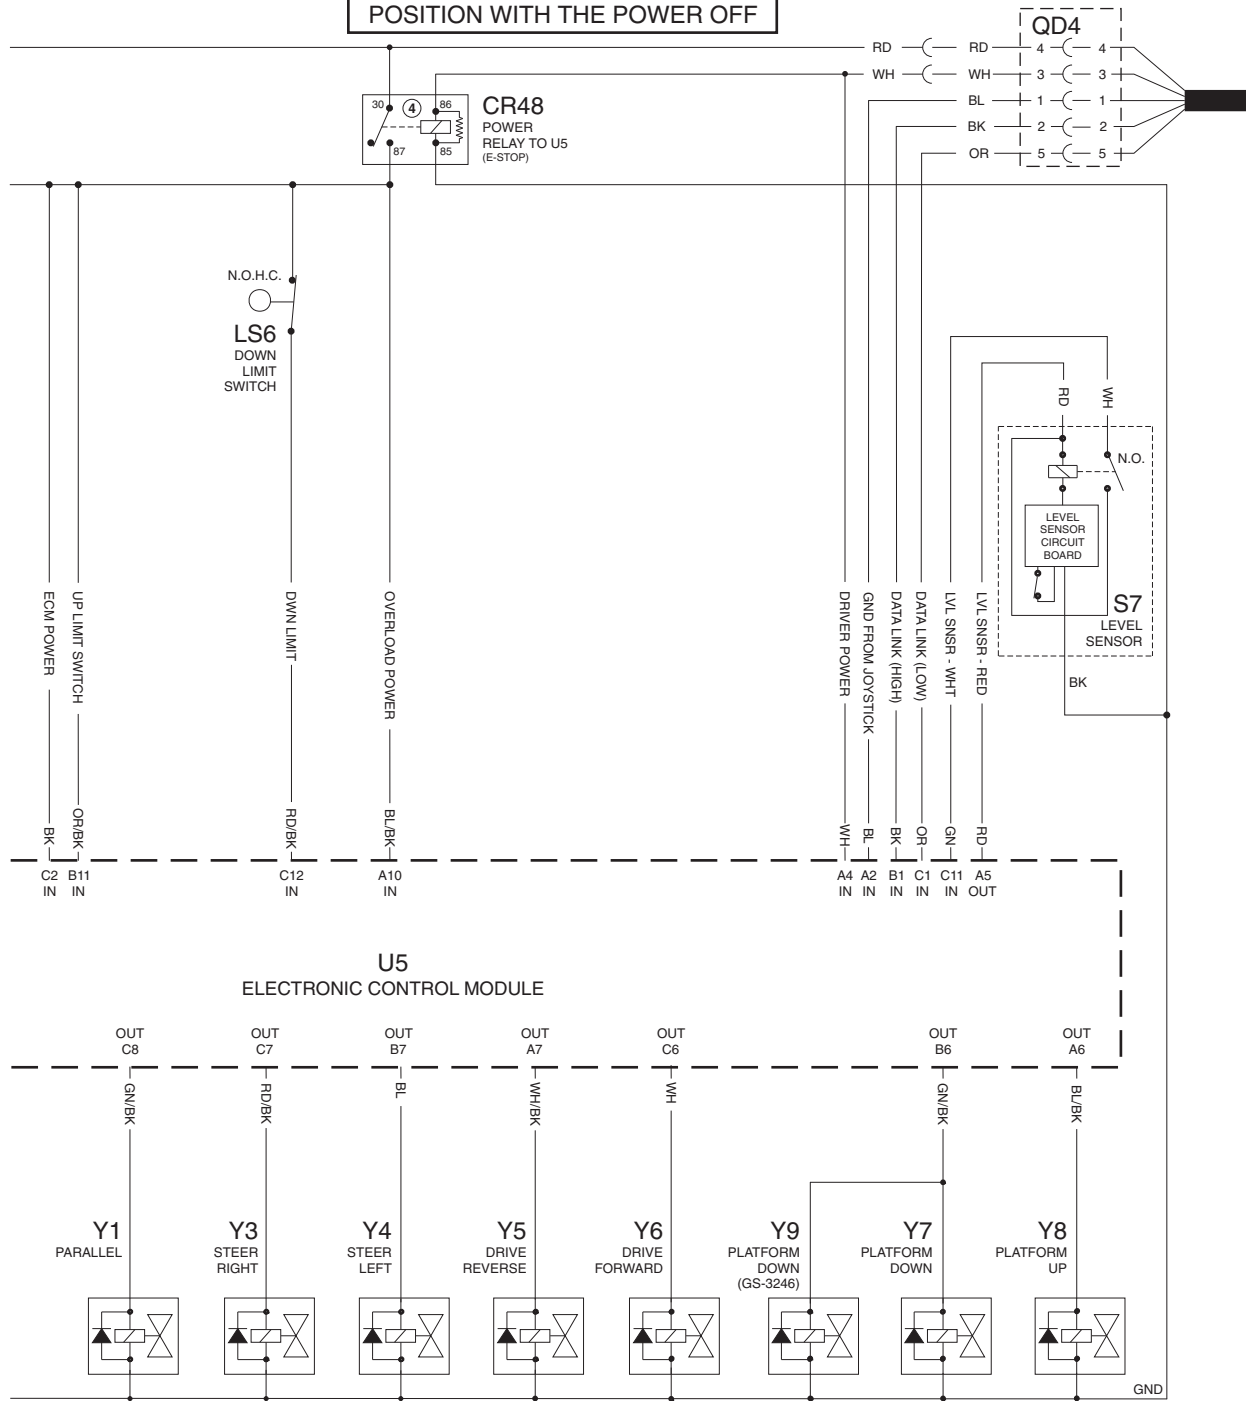 POSITION WITH THE POWER OFF
QD4
RD RD 4 4
WH WH 3 3
BL 1 1
BK 2 2
OR 5 5
30 4 86
87 85
CR48
POWER
RELAY TO U5
(E-STOP)
N.O.H.C.
LS6
DOWN
LIMIT
SWITCH
RD
WH
N.O.
LEVEL
SENSOR
CIRCUIT
BOARD
S7
LEVEL
SENSOR
BK
ECM POWER
UP LIMIT SWITCH
DWN LIMIT
OVERLOAD POWER
DRIVER POWER
GND FROM JOYSTICK
DATA LINK (HIGH)
DATA LINK (LOW)
LVL SNSR - WHT
LVL SNSR - RED
BK
OR/BK
RD/BK
BL/BK
WH
BL
BK
OR
GN
RD
C2 B11 C12 A10 A4 A2 B1 C1 C11 A5
IN IN IN IN IN IN IN IN IN OUT
U5
ELECTRONIC CONTROL MODULE
OUT OUT OUT OUT OUT OUT OUT
C8 C7 B7 A7 C6 B6 A6
GN/BK
RD/BK
BL
WH/BK
WH
GN/BK
BL/BK
Y1
PARALLEL
Y3
STEER
RIGHT
Y4
STEER
LEFT
Y5
DRIVE
REVERSE
Y6
DRIVE
FORWARD
Y9
PLATFORM
DOWN
(GS-3246)
Y7
PLATFORM
DOWN
Y8
PLATFORM
UP
GND